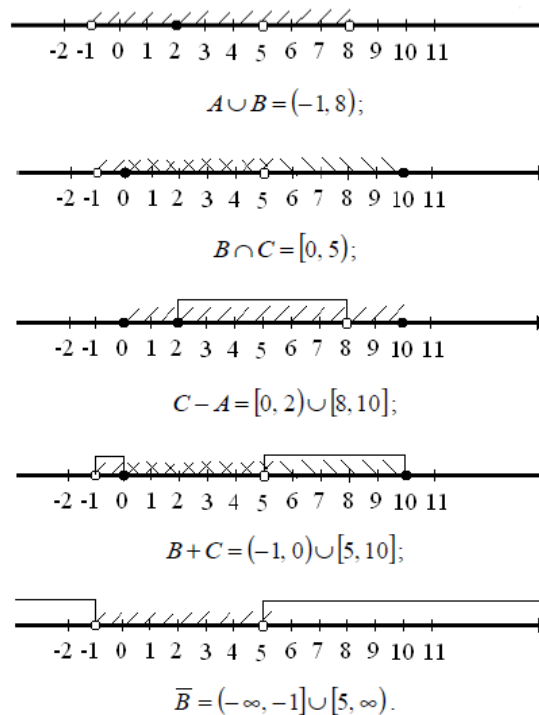 -2 -1 0 1 2 3 4 5 6 7 8 9 10 11
A ∪ B = (−1, 8);
-2 -1 0 1 2 3 4 5 6 7 8 9 10 11
B ∩ C = [0, 5);
-2 -1 0 1 2 3 4 5 6 7 8 9 10 11
C − A = [0, 2) ∪ [8, 10];
-2 -1 0 1 2 3 4 5 6 7 8 9 10 11
B + C = (−1, 0) ∪ [5, 10];
-2 -1 0 1 2 3 4 5 6 7 8 9 10 11
B̅ = (−∞, −1] ∪ [5, ∞).